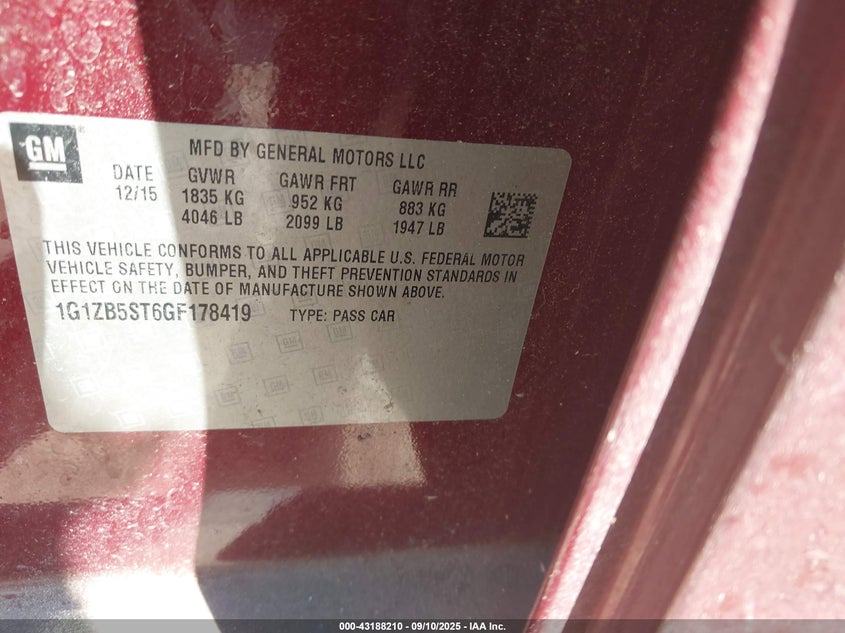 GM
MFD BY GENERAL MOTORS LLC
DATE GVWR GAWR FRT GAWR RR
12/15 1835 KG 952 KG 883 KG
4046 LB 2099 LB 1947 LB
THIS VEHICLE CONFORMS TO ALL APPLICABLE U.S. FEDERAL MOTOR
VEHICLE SAFETY, BUMPER, AND THEFT PREVENTION STANDARDS IN
EFFECT ON THE DATE OF MANUFACTURE SHOWN ABOVE.
1G1ZB5ST6GF178419 TYPE: PASS CAR
000-43188210 - 09/10/2025 - IAA Inc.